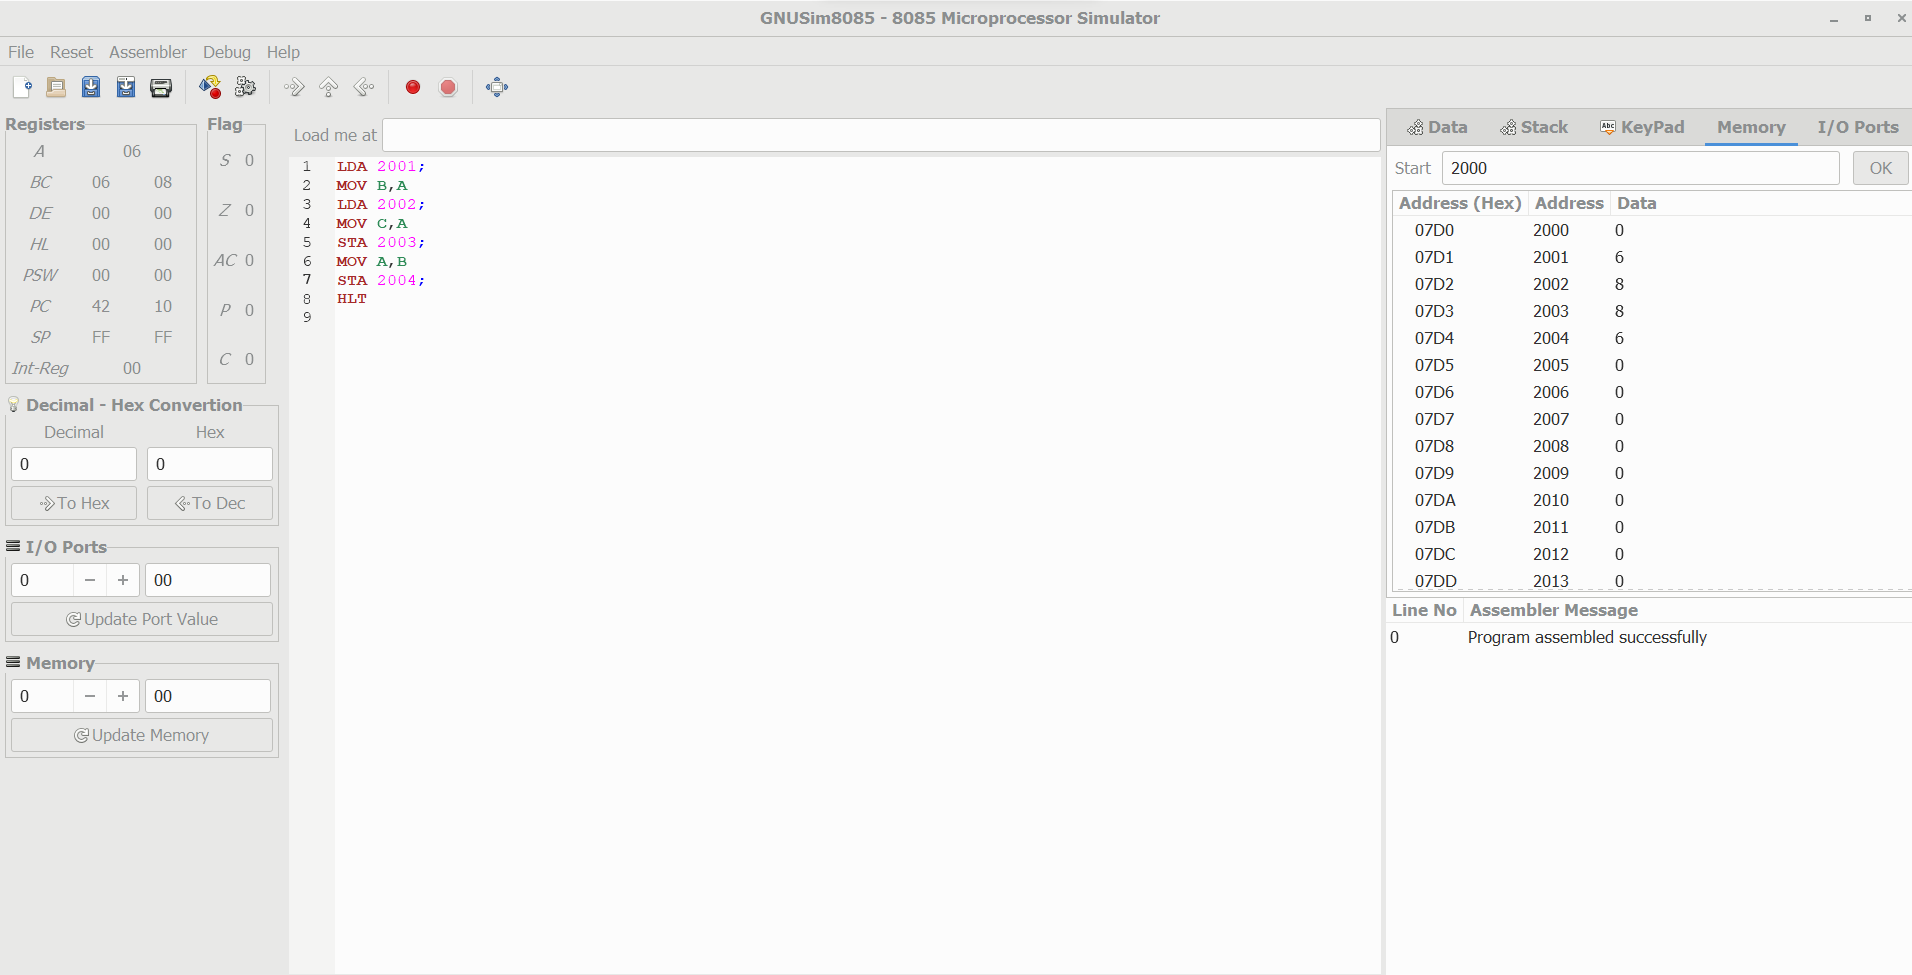 GNUSim8085 - 8085 Microprocessor Simulator
File Reset Assembler Debug Help
Registers
A 06
BC 06 08
DE 00 00
HL 00 00
PSW 00 00
PC 42 10
SP FF FF
Int-Reg 00
Flag
S 0
Z 0
AC 0
P 0
C 0
Decimal - Hex Convertion
Decimal Hex
0 0
To Hex To Dec
I/O Ports
0 − + 00
Update Port Value
Memory
0 − + 00
Update Memory
Load me at
1 LDA 2001;
2 MOV B,A
3 LDA 2002;
4 MOV C,A
5 STA 2003;
6 MOV A,B
7 STA 2004;
8 HLT
9
Data Stack Abc KeyPad Memory I/O Ports
Start 2000 OK
Address (Hex) Address Data
07D0 2000 0
07D1 2001 6
07D2 2002 8
07D3 2003 8
07D4 2004 6
07D5 2005 0
07D6 2006 0
07D7 2007 0
07D8 2008 0
07D9 2009 0
07DA 2010 0
07DB 2011 0
07DC 2012 0
07DD 2013 0
Line No Assembler Message
0 Program assembled successfully